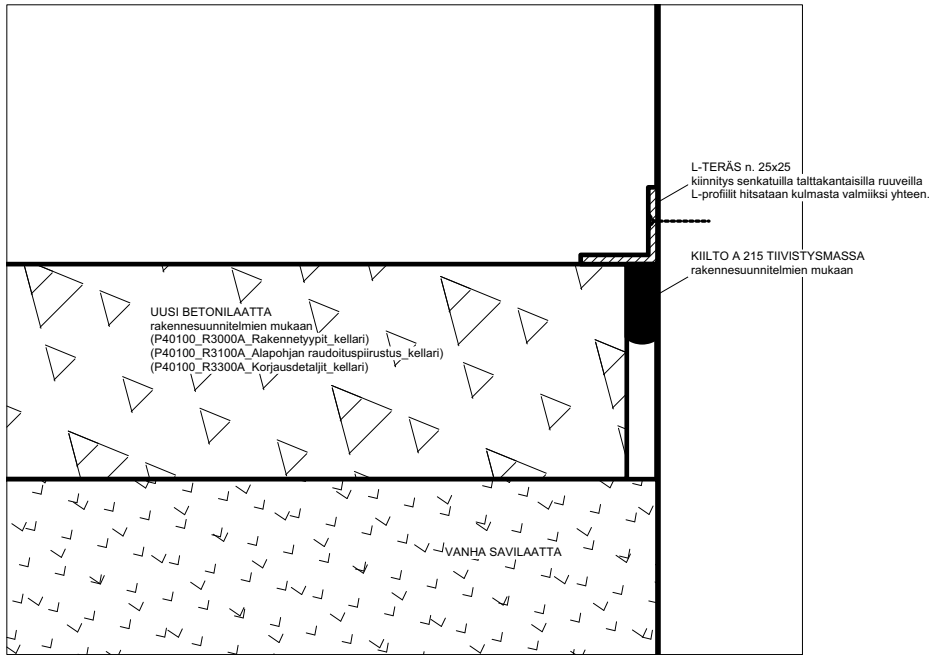 L-TERÄS n. 25x25
kiinnitys senkatuilla talttakantaisilla ruuveilla
L-profiilit hitsataan kulmasta valmiiksi yhteen.
KIILTO A 215 TIIVISTYSMASSA
rakennesuunnitelmien mukaan
UUSI BETONILAATTA
rakennesuunnitelmien mukaan
(P40100_R3000A_Rakennetyypit_kellari)
(P40100_R3100A_Alapohjan raudoituspiirustus_kellari)
(P40100_R3300A_Korjausdetaljit_kellari)
VANHA SAVILAATTA